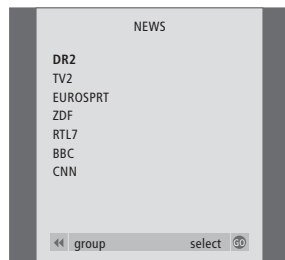 NEWS
DR2
TV2
EUROSPRT
ZDF
RTL7
BBC
CNN
group select GO